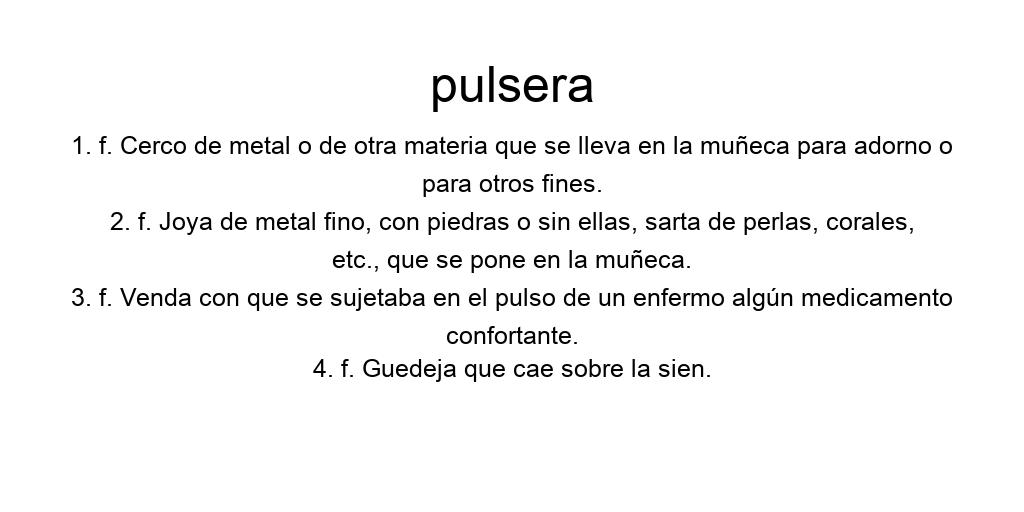 pulsera
1. f. Cerco de metal o de otra materia que se lleva en la muñeca para adorno o
para otros fines.
2. f. Joya de metal fino, con piedras o sin ellas, sarta de perlas, corales,
etc., que se pone en la muñeca.
3. f. Venda con que se sujetaba en el pulso de un enfermo algún medicamento
confortante.
4. f. Guedeja que cae sobre la sien.